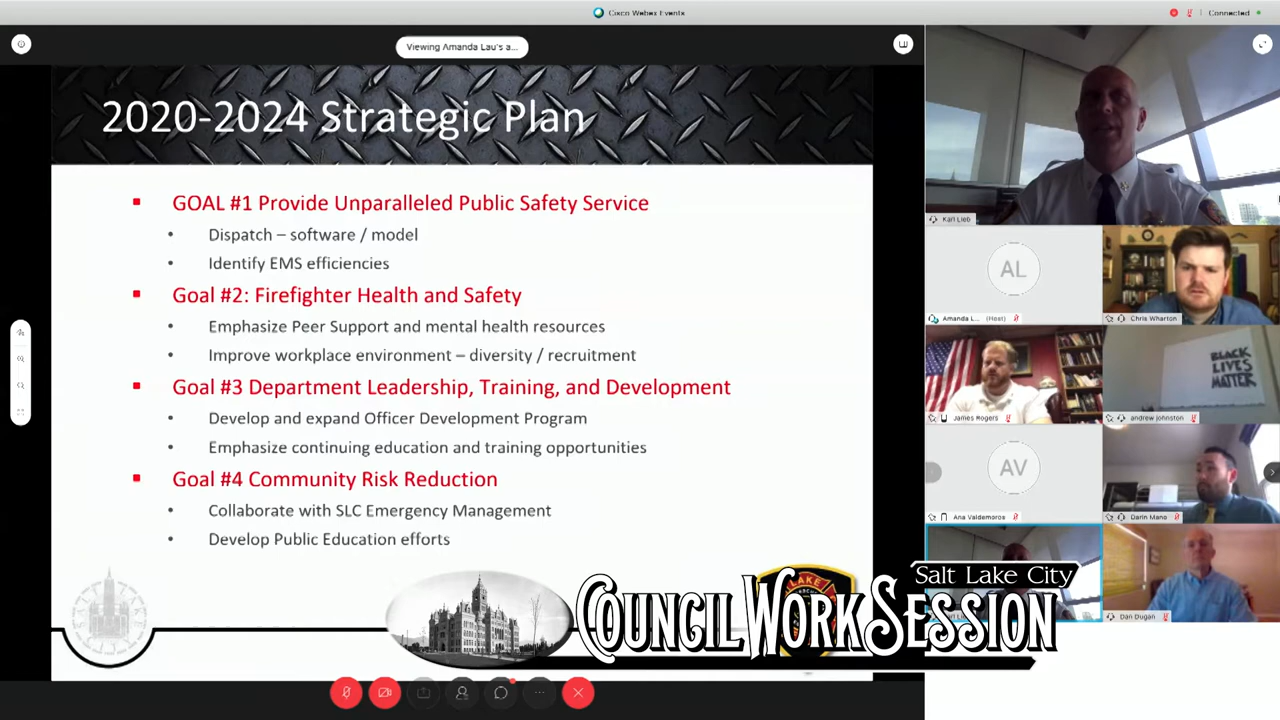 Cisco Webex Events
Connected
Viewing Amanda Lau's a...
2020-2024 Strategic Plan
GOAL #1 Provide Unparalleled Public Safety Service
Dispatch – software / model
Identify EMS efficiencies
Goal #2: Firefighter Health and Safety
Emphasize Peer Support and mental health resources
Improve workplace environment – diversity / recruitment
Goal #3 Department Leadership, Training, and Development
Develop and expand Officer Development Program
Emphasize continuing education and training opportunities
Goal #4 Community Risk Reduction
Collaborate with SLC Emergency Management
Develop Public Education efforts
Karl Lieb
AL
Amanda L... (Host)
Chris Wharton
James Rogers
BLACK
LIVES
MATTER
andrew johnston
AV
Ana Valdemoros
Darin Mano
Dan Dugan
LAKE
Salt Lake City
COUNCIL WORK SESSION